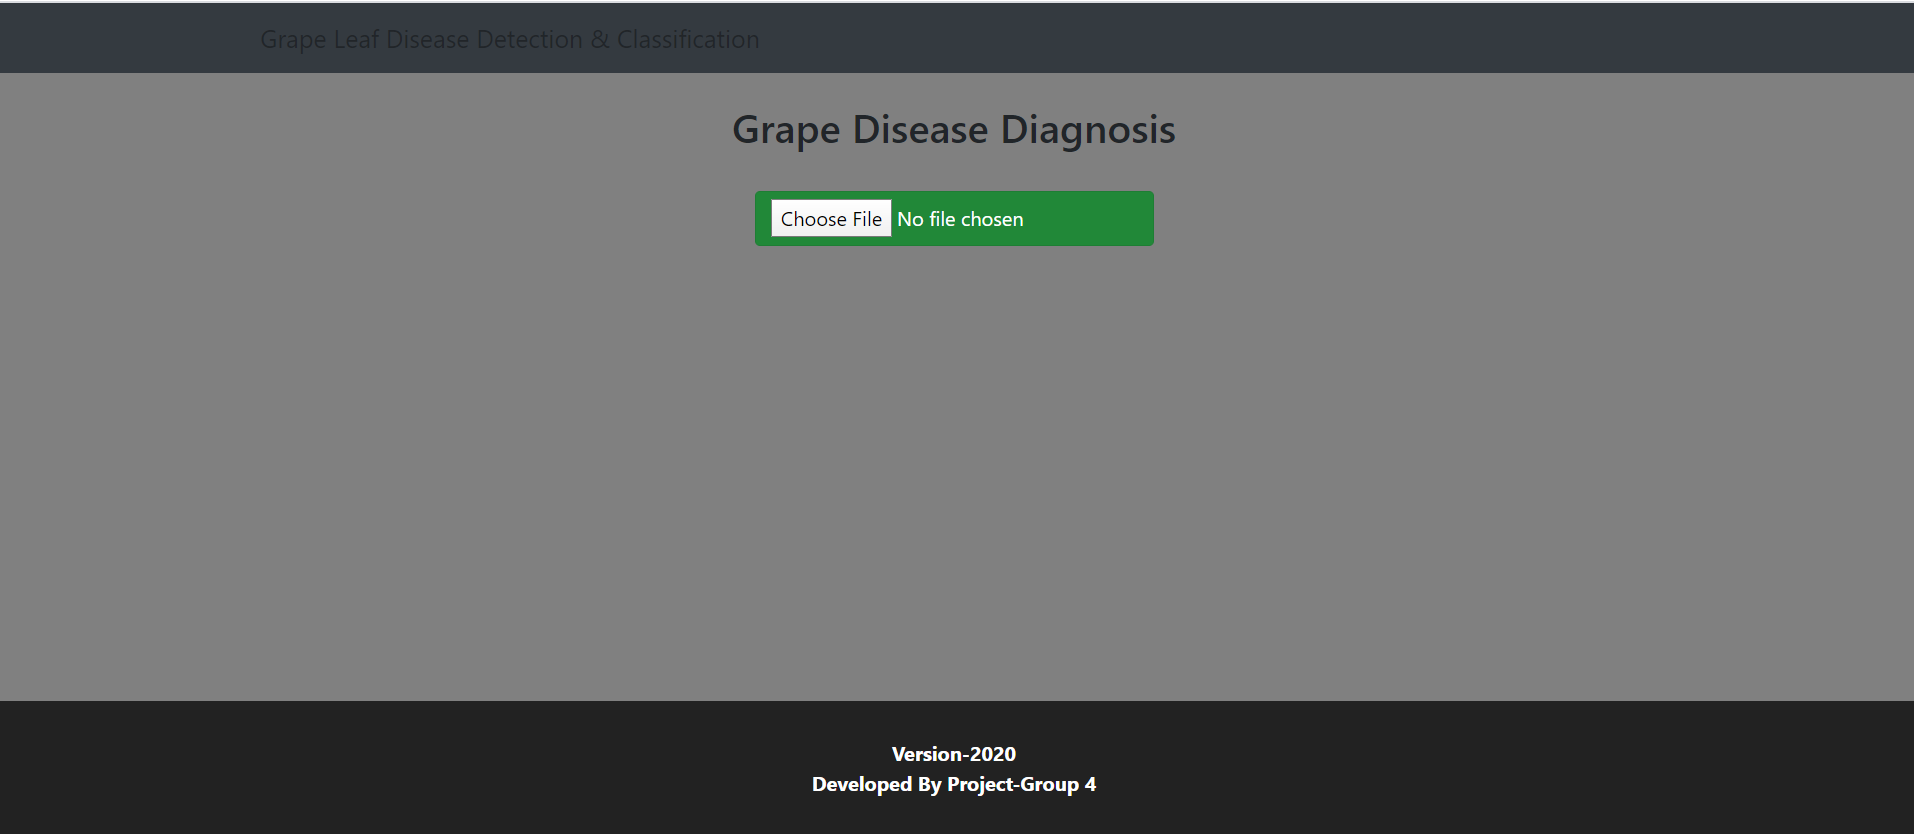 Grape Leaf Disease Detection & Classification
Grape Disease Diagnosis
Choose File No file chosen
Version-2020
Developed By Project-Group 4